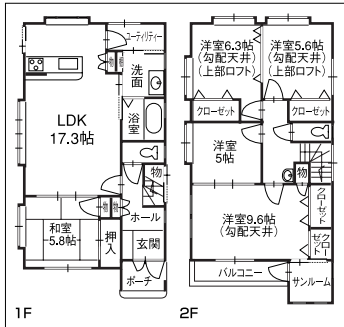 ユーティリティー
洗面
浴室
LDK
17.3帖
物
ホール
和室
5.8帖
押入
玄関
ポーチ
1F
洋室6.3帖
(勾配天井)
(上部ロフト)
洋室5.6帖
(勾配天井)
(上部ロフト)
クローゼット
クローゼット
洋室
5帖
物
洋室9.6帖
(勾配天井)
クローゼット
クローゼット
バルコニー
サンルーム
2F